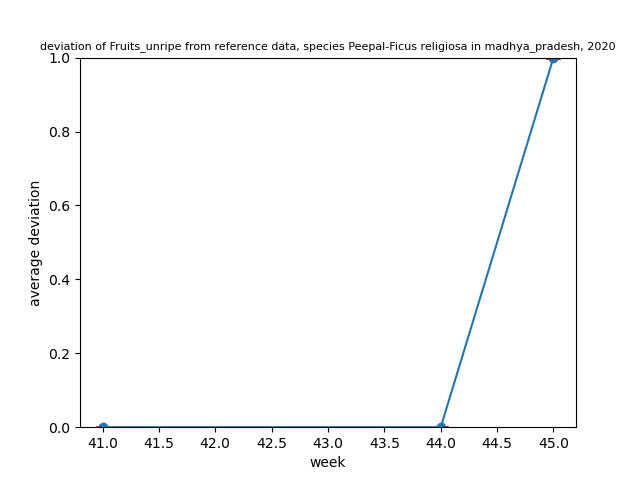 deviation of Fruits_unripe from reference data, species Peepal-Ficus religiosa in madhya_pradesh, 2020
1.0
0.8
0.6
0.4
0.2
0.0
average deviation
41.0 41.5 42.0 42.5 43.0 43.5 44.0 44.5 45.0
week